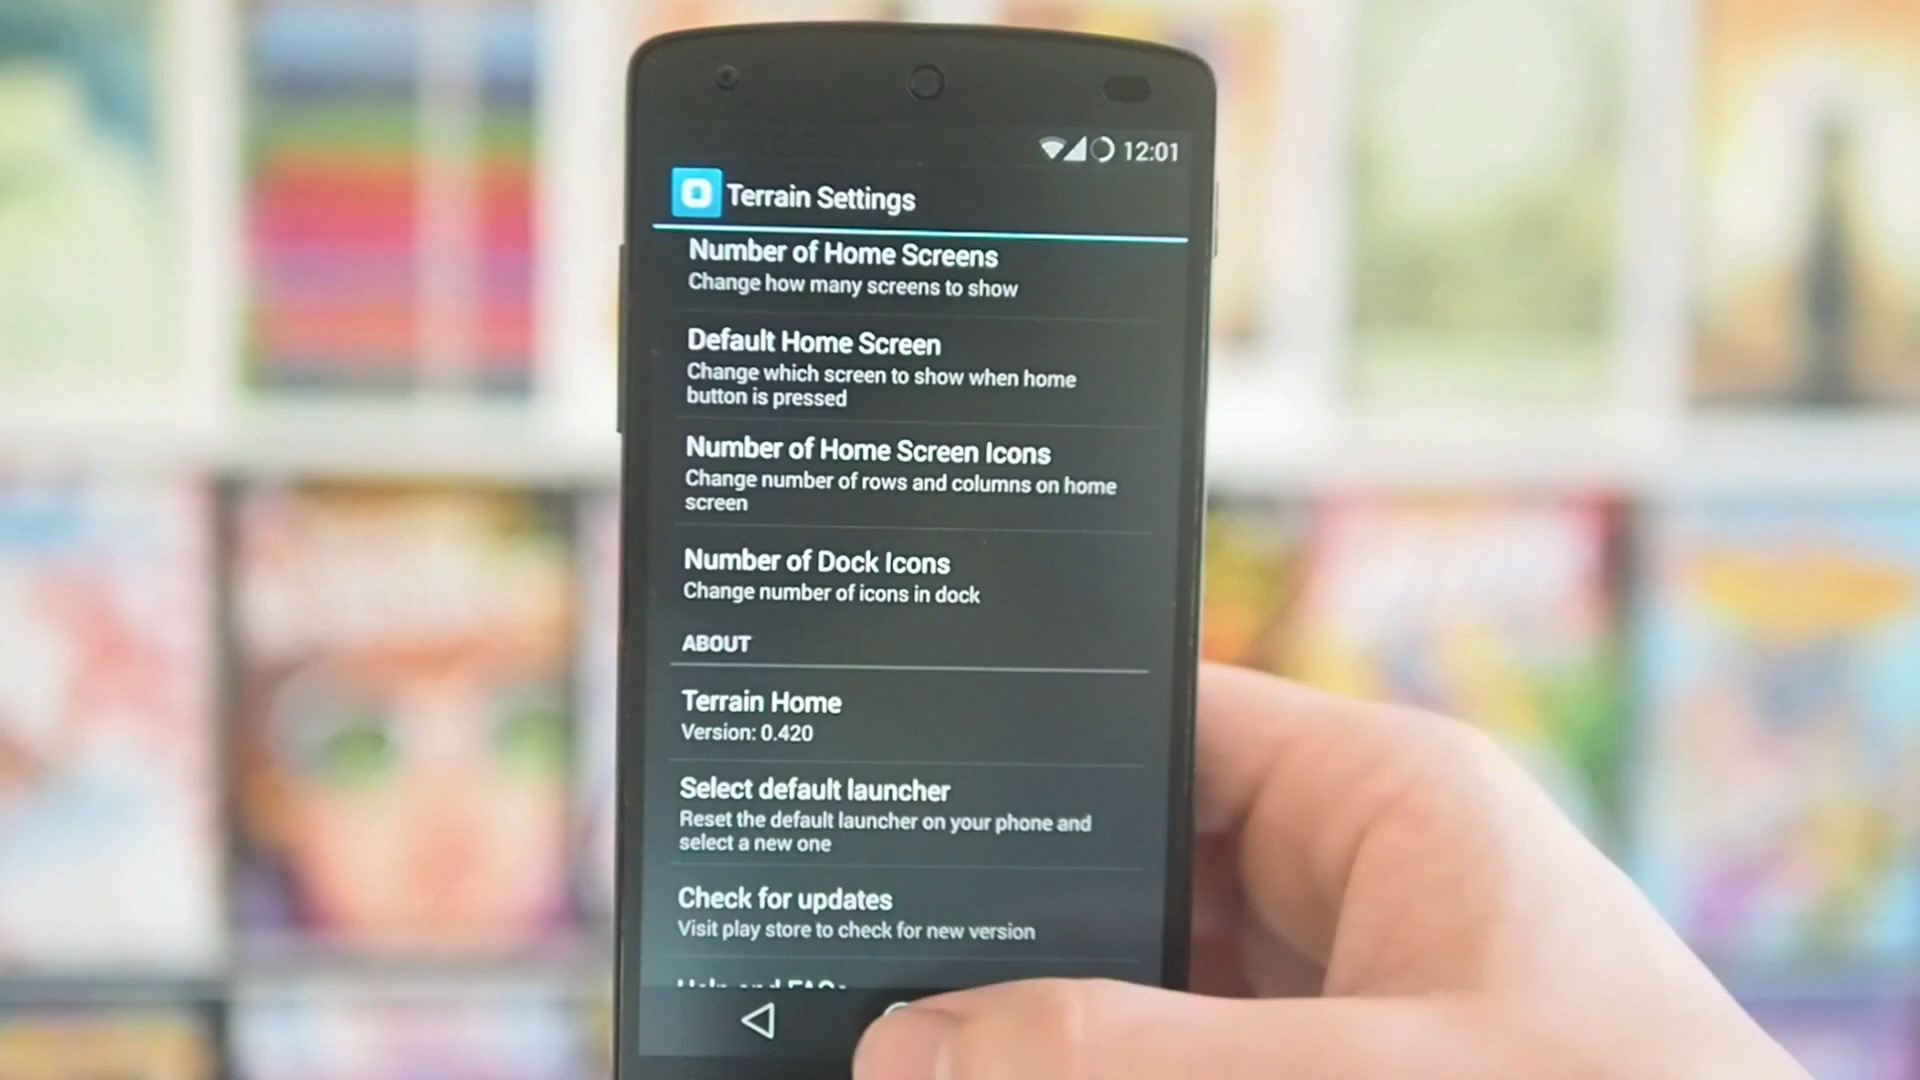 12:01
Terrain Settings
Number of Home Screens
Change how many screens to show
Default Home Screen
Change which screen to show when home
button is pressed
Number of Home Screen Icons
Change number of rows and columns on home
screen
Number of Dock Icons
Change number of icons in dock
ABOUT
Terrain Home
Version: 0.420
Select default launcher
Reset the default launcher on your phone and
select a new one
Check for updates
Visit play store to check for new version
Help and FAQs